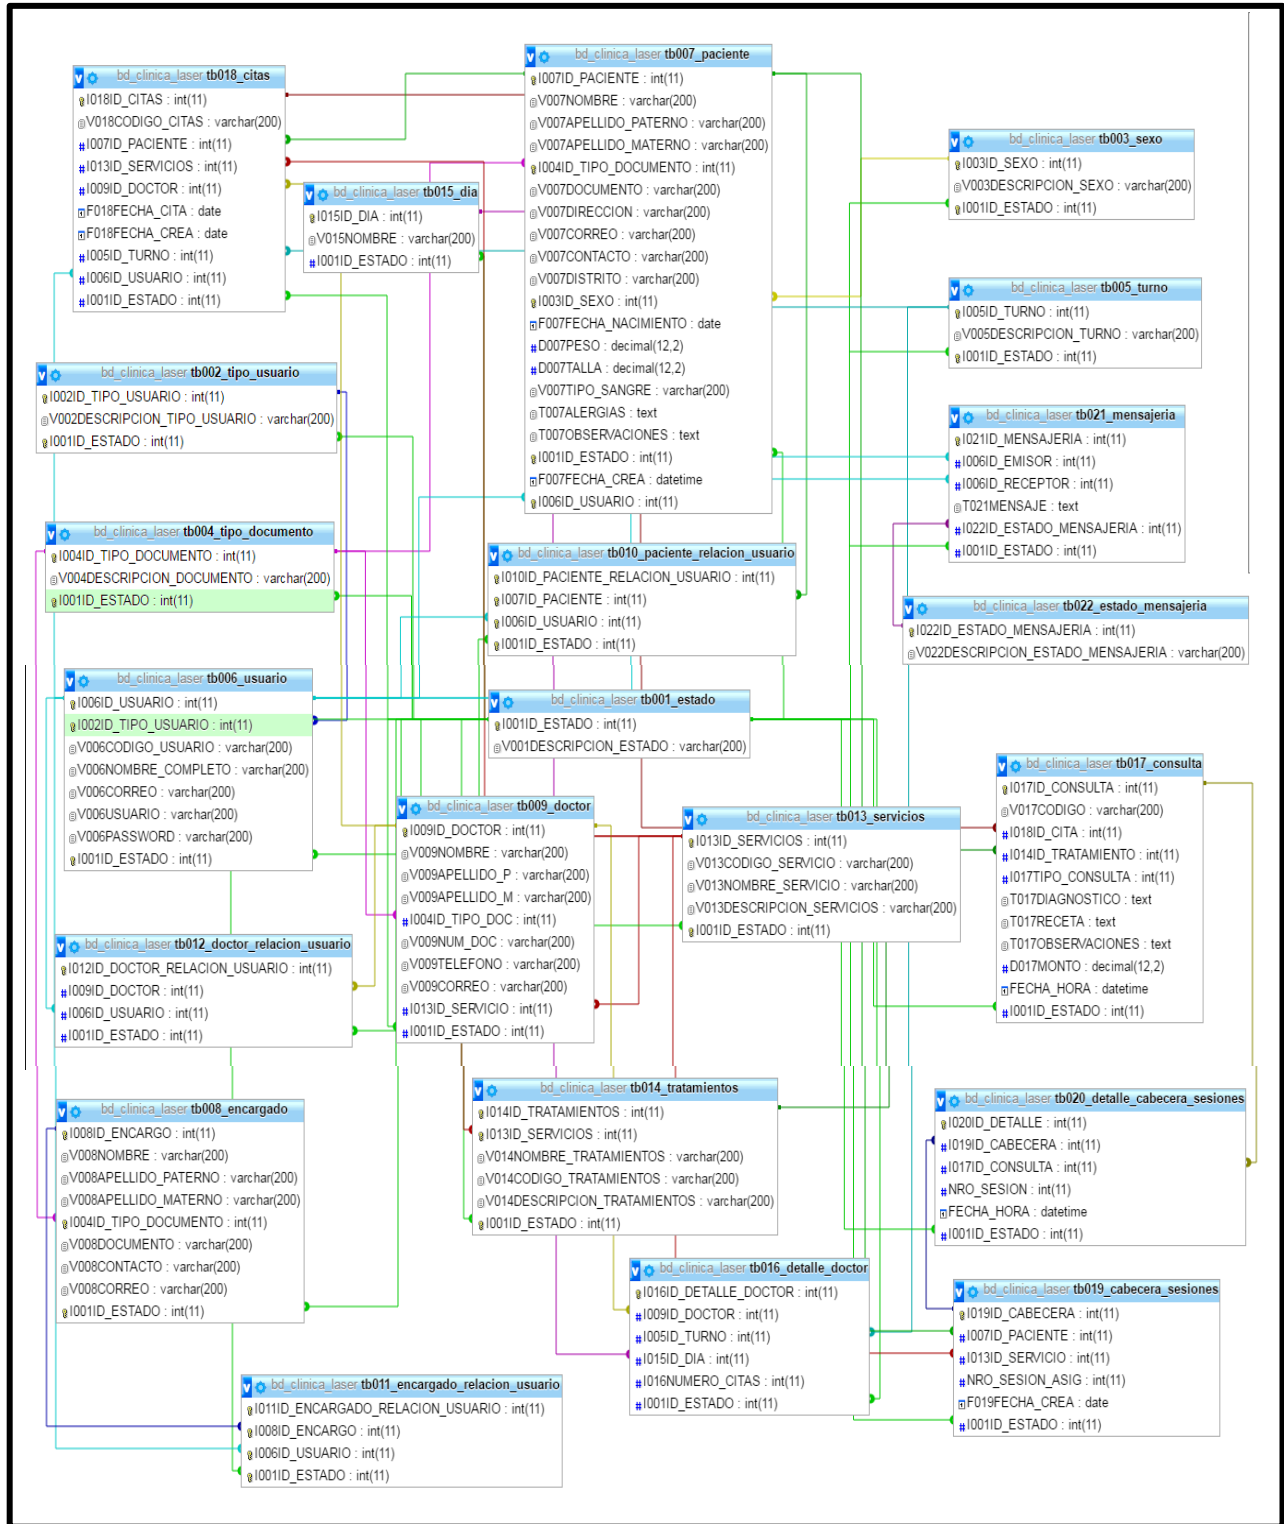 bd_clinica_laser tb018_citas
I018ID_CITAS : int(11)
V018CODIGO_CITAS : varchar(200)
I007ID_PACIENTE : int(11)
I013ID_SERVICIOS : int(11)
I009ID_DOCTOR : int(11)
F018FECHA_CITA : date
F018FECHA_CREA : date
I005ID_TURNO : int(11)
I006ID_USUARIO : int(11)
I001ID_ESTADO : int(11)
bd_clinica_laser tb015_dia
I015ID_DIA : int(11)
V015NOMBRE : varchar(200)
I001ID_ESTADO : int(11)
bd_clinica_laser tb007_paciente
I007ID_PACIENTE : int(11)
V007NOMBRE : varchar(200)
V007APELLIDO_PATERNO : varchar(200)
V007APELLIDO_MATERNO : varchar(200)
I004ID_TIPO_DOCUMENTO : int(11)
V007DOCUMENTO : varchar(200)
V007DIRECCION : varchar(200)
V007CORREO : varchar(200)
V007CONTACTO : varchar(200)
V007DISTRITO : varchar(200)
I003ID_SEXO : int(11)
F007FECHA_NACIMIENTO : date
D007PESO : decimal(12,2)
D007TALLA : decimal(12,2)
V007TIPO_SANGRE : varchar(200)
T007ALERGIAS : text
T007OBSERVACIONES : text
I001ID_ESTADO : int(11)
F007FECHA_CREA : datetime
I006ID_USUARIO : int(11)
bd_clinica_laser tb003_sexo
I003ID_SEXO : int(11)
V003DESCRIPCION_SEXO : varchar(200)
I001ID_ESTADO : int(11)
bd_clinica_laser tb005_turno
I005ID_TURNO : int(11)
V005DESCRIPCION_TURNO : varchar(200)
I001ID_ESTADO : int(11)
bd_clinica_laser tb002_tipo_usuario
I002ID_TIPO_USUARIO : int(11)
V002DESCRIPCION_TIPO_USUARIO : varchar(200)
I001ID_ESTADO : int(11)
bd_clinica_laser tb021_mensajeria
I021ID_MENSAJERIA : int(11)
I006ID_EMISOR : int(11)
I006ID_RECEPTOR : int(11)
T021MENSAJE : text
I022ID_ESTADO_MENSAJERIA : int(11)
I001ID_ESTADO : int(11)
bd_clinica_laser tb004_tipo_documento
I004ID_TIPO_DOCUMENTO : int(11)
V004DESCRIPCION_DOCUMENTO : varchar(200)
I001ID_ESTADO : int(11)
bd_clinica_laser tb010_paciente_relacion_usuario
I010ID_PACIENTE_RELACION_USUARIO : int(11)
I007ID_PACIENTE : int(11)
I006ID_USUARIO : int(11)
I001ID_ESTADO : int(11)
bd_clinica_laser tb022_estado_mensajeria
I022ID_ESTADO_MENSAJERIA : int(11)
V022DESCRIPCION_ESTADO_MENSAJERIA : varchar(200)
bd_clinica_laser tb006_usuario
I006ID_USUARIO : int(11)
I002ID_TIPO_USUARIO : int(11)
V006CODIGO_USUARIO : varchar(200)
V006NOMBRE_COMPLETO : varchar(200)
V006CORREO : varchar(200)
V006USUARIO : varchar(200)
V006PASSWORD : varchar(200)
I001ID_ESTADO : int(11)
bd_clinica_laser tb001_estado
I001ID_ESTADO : int(11)
V001DESCRIPCION_ESTADO : varchar(200)
bd_clinica_laser tb017_consulta
I017ID_CONSULTA : int(11)
V017CODIGO : varchar(200)
I018ID_CITA : int(11)
I014ID_TRATAMIENTO : int(11)
I017TIPO_CONSULTA : int(11)
T017DIAGNOSTICO : text
T017RECETA : text
T017OBSERVACIONES : text
D017MONTO : decimal(12,2)
FECHA_HORA : datetime
I001ID_ESTADO : int(11)
bd_clinica_laser tb009_doctor
I009ID_DOCTOR : int(11)
V009NOMBRE : varchar(200)
V009APELLIDO_P : varchar(200)
V009APELLIDO_M : varchar(200)
I004ID_TIPO_DOC : int(11)
V009NUM_DOC : varchar(200)
V009TELEFONO : varchar(200)
V009CORREO : varchar(200)
I013ID_SERVICIO : int(11)
I001ID_ESTADO : int(11)
bd_clinica_laser tb013_servicios
I013ID_SERVICIOS : int(11)
V013CODIGO_SERVICIO : varchar(200)
V013NOMBRE_SERVICIO : varchar(200)
V013DESCRIPCION_SERVICIOS : varchar(200)
I001ID_ESTADO : int(11)
bd_clinica_laser tb012_doctor_relacion_usuario
I012ID_DOCTOR_RELACION_USUARIO : int(11)
I009ID_DOCTOR : int(11)
I006ID_USUARIO : int(11)
I001ID_ESTADO : int(11)
bd_clinica_laser tb008_encargado
I008ID_ENCARGO : int(11)
V008NOMBRE : varchar(200)
V008APELLIDO_PATERNO : varchar(200)
V008APELLIDO_MATERNO : varchar(200)
I004ID_TIPO_DOCUMENTO : int(11)
V008DOCUMENTO : varchar(200)
V008CONTACTO : varchar(200)
V008CORREO : varchar(200)
I001ID_ESTADO : int(11)
bd_clinica_laser tb014_tratamientos
I014ID_TRATAMIENTOS : int(11)
I013ID_SERVICIOS : int(11)
V014NOMBRE_TRATAMIENTOS : varchar(200)
V014CODIGO_TRATAMIENTOS : varchar(200)
V014DESCRIPCION_TRATAMIENTOS : varchar(200)
I001ID_ESTADO : int(11)
bd_clinica_laser tb020_detalle_cabecera_sesiones
I020ID_DETALLE : int(11)
I019ID_CABECERA : int(11)
I017ID_CONSULTA : int(11)
NRO_SESION : int(11)
FECHA_HORA : datetime
I001ID_ESTADO : int(11)
bd_clinica_laser tb016_detalle_doctor
I016ID_DETALLE_DOCTOR : int(11)
I009ID_DOCTOR : int(11)
I005ID_TURNO : int(11)
I015ID_DIA : int(11)
I016NUMERO_CITAS : int(11)
I001ID_ESTADO : int(11)
bd_clinica_laser tb019_cabecera_sesiones
I019ID_CABECERA : int(11)
I007ID_PACIENTE : int(11)
I013ID_SERVICIO : int(11)
NRO_SESION_ASIG : int(11)
F019FECHA_CREA : date
I001ID_ESTADO : int(11)
bd_clinica_laser tb011_encargado_relacion_usuario
I011ID_ENCARGADO_RELACION_USUARIO : int(11)
I008ID_ENCARGO : int(11)
I006ID_USUARIO : int(11)
I001ID_ESTADO : int(11)